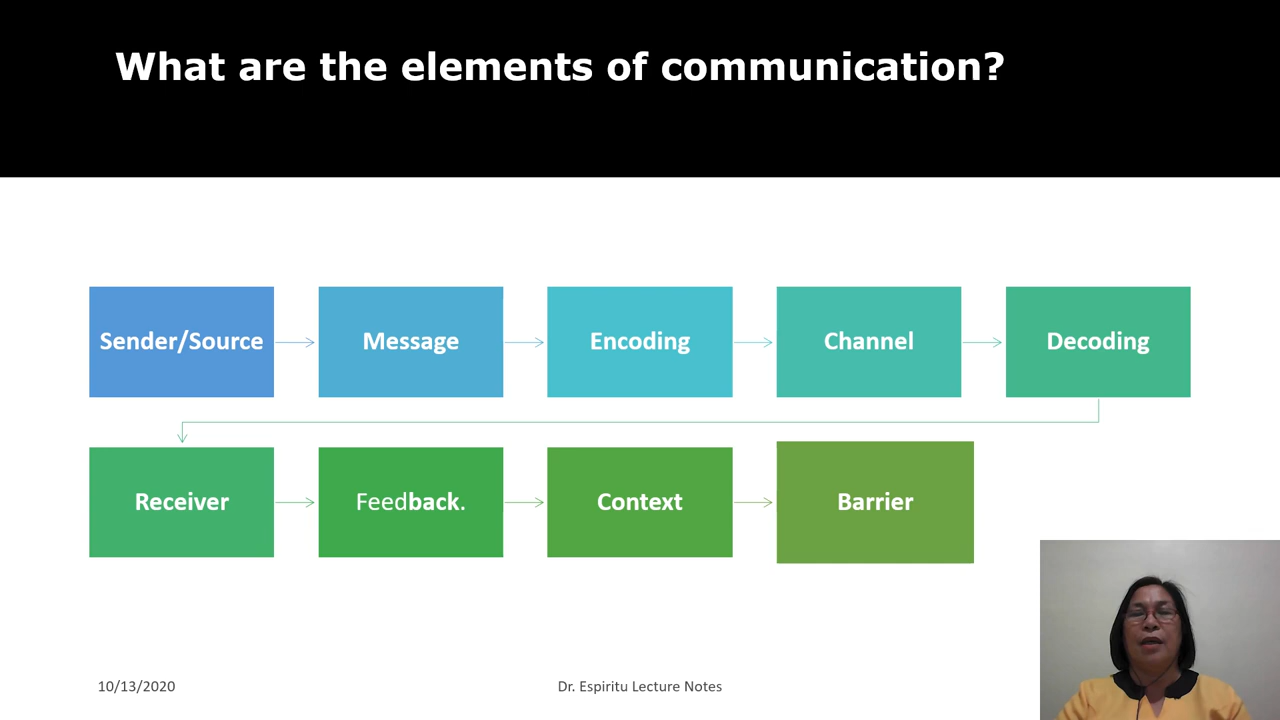 What are the elements of communication?
Sender/Source
Message
Encoding
Channel
Decoding
Receiver
Feedback.
Context
Barrier
10/13/2020
Dr. Espiritu Lecture Notes